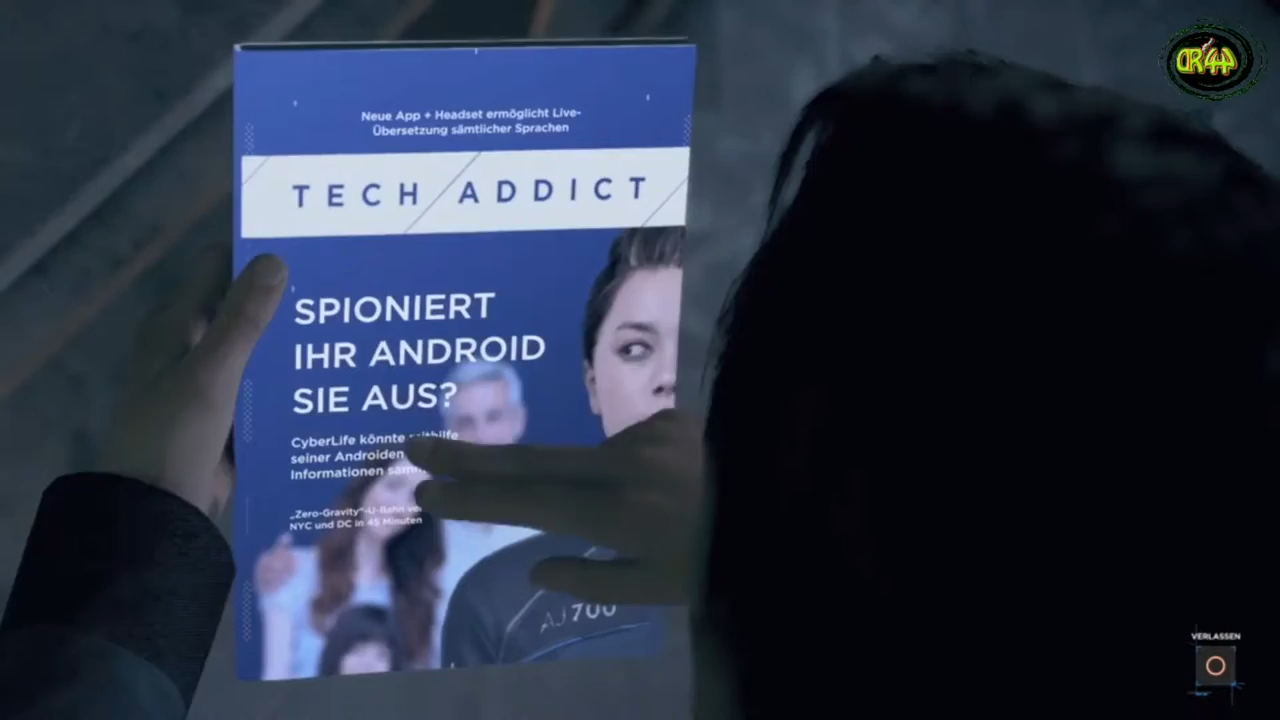 Neue App + Headset ermöglicht Live-
Übersetzung sämtlicher Sprachen
TECH ADDICT
SPIONIERT
IHR ANDROID
SIE AUS?
CyberLife könnte mithilfe
seiner Androiden
Informationen
„Zero-Gravity“-U-Bahn
NYC und DC in 45 Minuten
AJ700
VERLASSEN